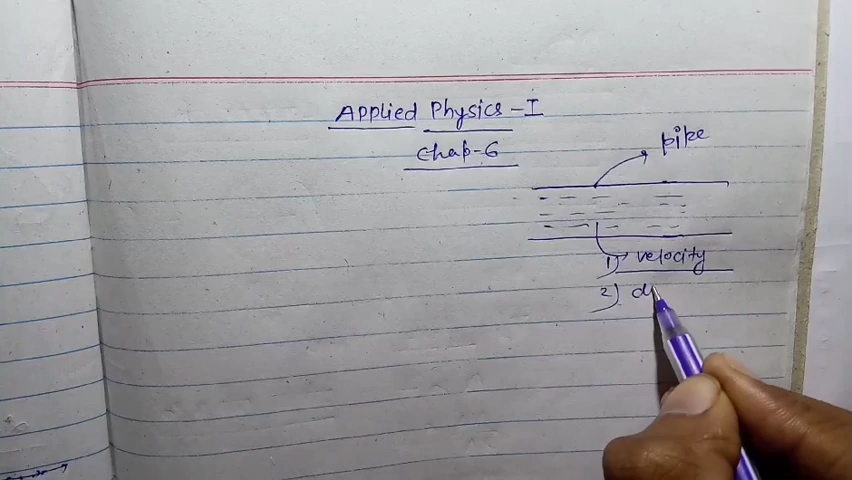 Applied Physics - I
Chap-6
pipe
1) velocity
2) d